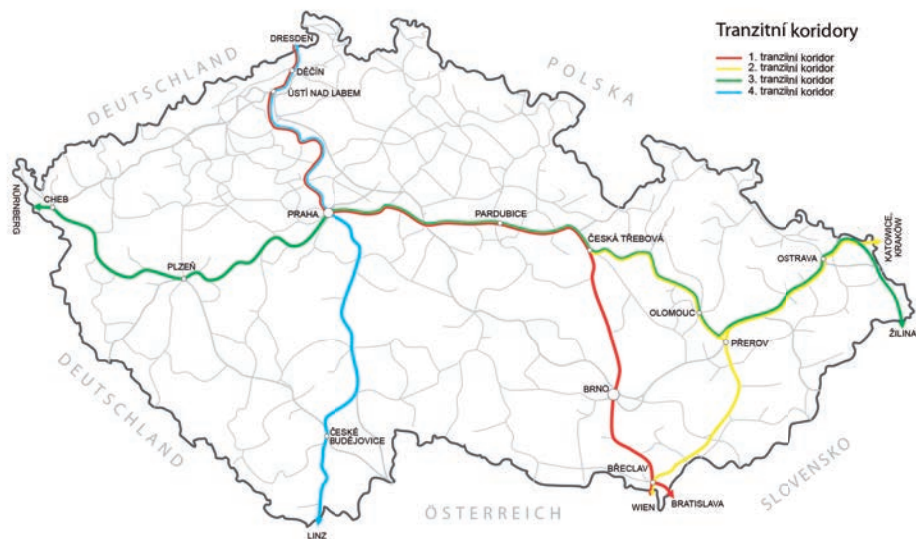 Tranzitní koridory
1. tranzitní koridor
2. tranzitní koridor
3. tranzitní koridor
4. tranzitní koridor
DRESDEN
DĚČÍN
ÚSTÍ NAD LABEM
DEUTSCHLAND
POLSKA
NÜRNBERG
CHEB
PRAHA
PARDUBICE
ČESKÁ TŘEBOVÁ
KATOWICE,
KRAKÓW
OSTRAVA
PLZEŇ
OLOMOUC
ŽILINA
PŘEROV
DEUTSCHLAND
BRNO
ČESKÉ
BUDĚJOVICE
BŘECLAV
SLOVENSKO
WIEN
BRATISLAVA
ÖSTERREICH
LINZ